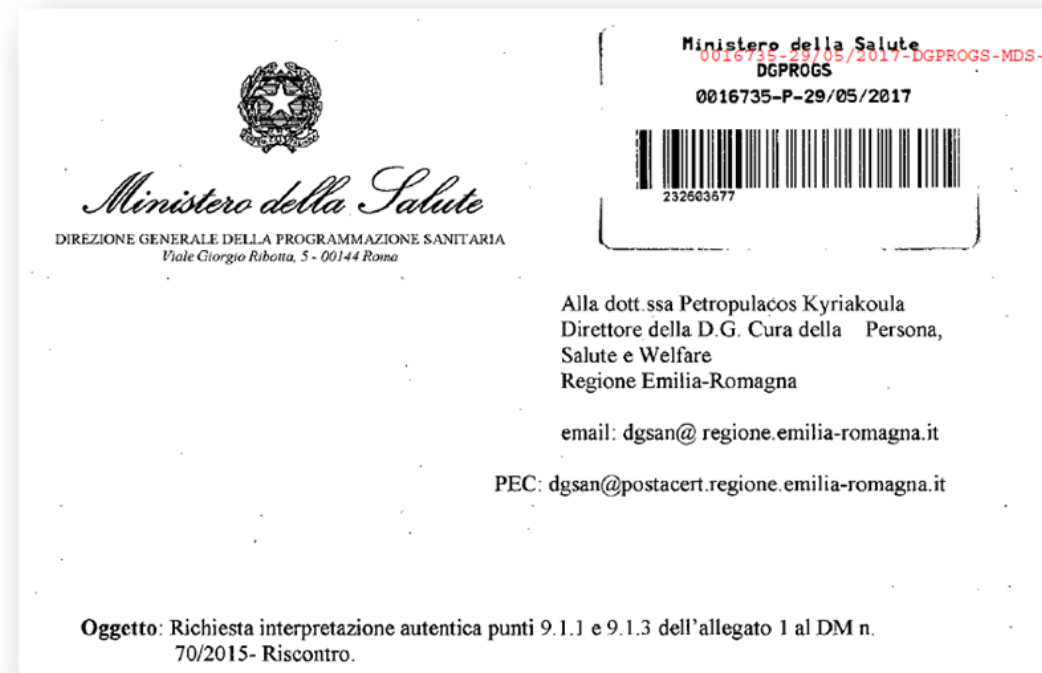 Ministero della Salute
0016735-29/05/2017-DGPROGS-MDS-
DGPROGS
0016735-P-29/05/2017
232603677
Ministero della Salute
DIREZIONE GENERALE DELLA PROGRAMMAZIONE SANITARIA
Viale Giorgio Ribotta, 5 - 00144 Roma
Alla dott.ssa Petropulacos Kyriakoula
Direttore della D.G. Cura della Persona,
Salute e Welfare
Regione Emilia-Romagna
email: dgsan@ regione.emilia-romagna.it
PEC: dgsan@postacert.regione.emilia-romagna.it
Oggetto: Richiesta interpretazione autentica punti 9.1.1 e 9.1.3 dell'allegato 1 al DM n.
70/2015- Riscontro.